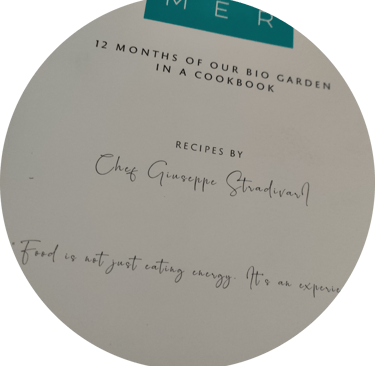 MER
12 MONTHS OF OUR BIO GARDEN
IN A COOKBOOK
RECIPES BY
Chef Giuseppe Stradivari
"Food is not just eating energy. It's an experie